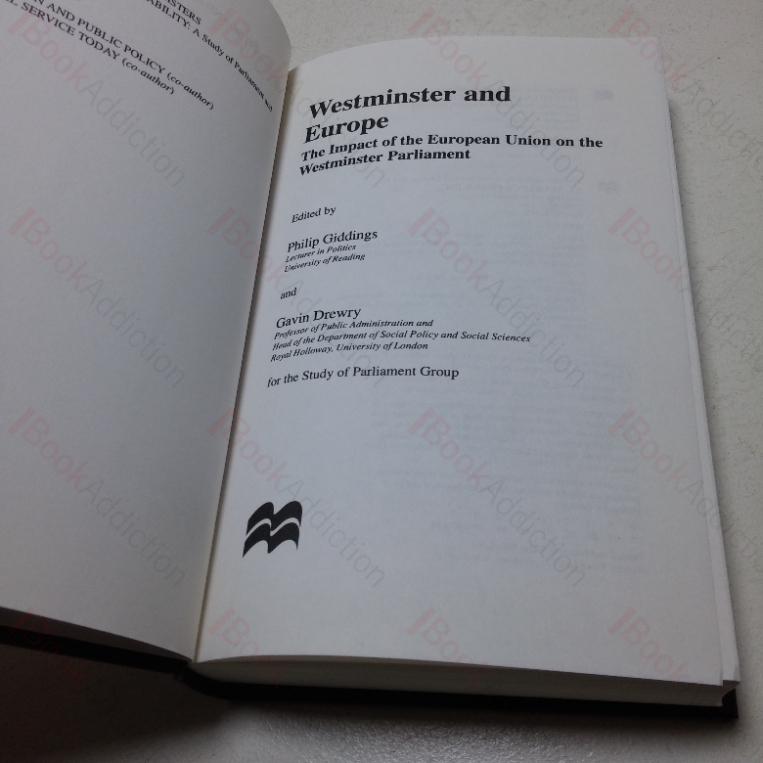 STERS
ABILITY: A Study of Parliament and
N AND PUBLIC POLICY (co-author)
L SERVICE TODAY (co-author)
Westminster and
Europe
The Impact of the European Union on the
Westminster Parliament
Edited by
Philip Giddings
Lecturer in Politics
University of Reading
and
Gavin Drewry
Professor of Public Administration and
Head of the Department of Social Policy and Social Sciences
Royal Holloway, University of London
for the Study of Parliament Group
BookAddiction